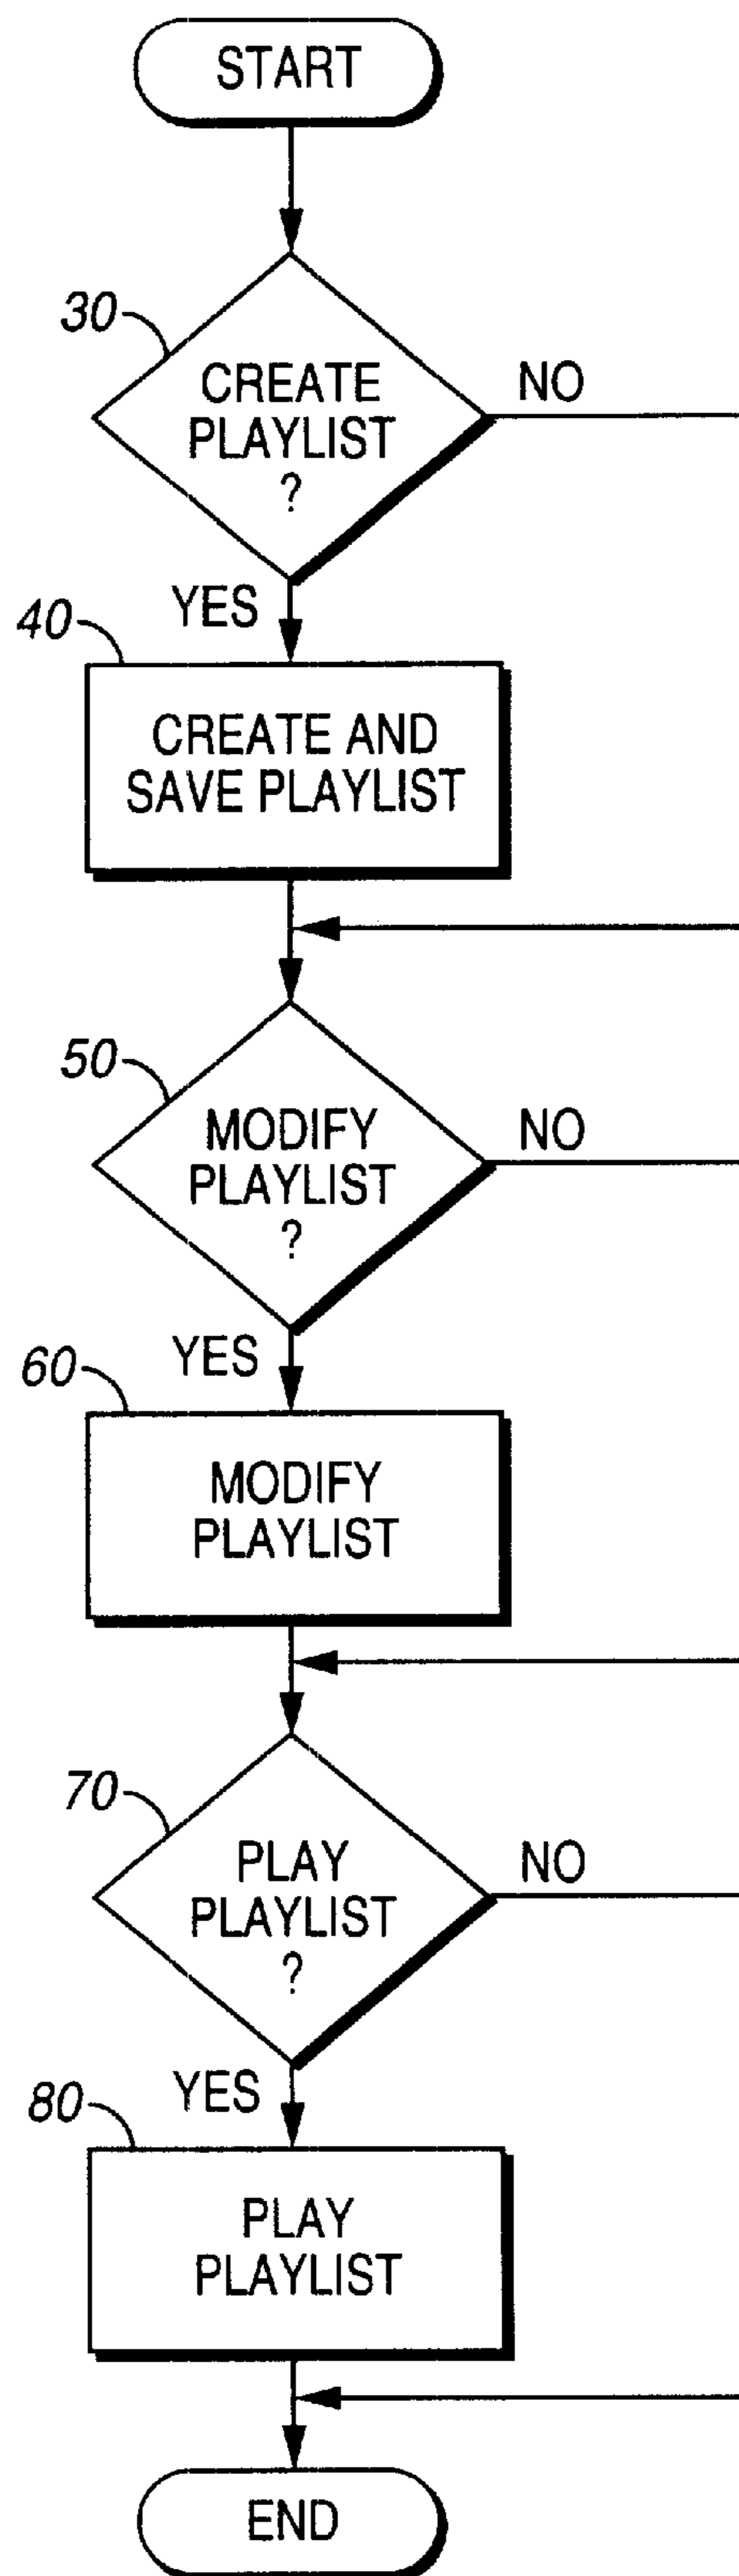 START
30
CREATE
PLAYLIST
?
NO
YES
40
CREATE AND
SAVE PLAYLIST
50
MODIFY
PLAYLIST
?
NO
YES
60
MODIFY
PLAYLIST
70
PLAY
PLAYLIST
?
NO
YES
80
PLAY
PLAYLIST
END